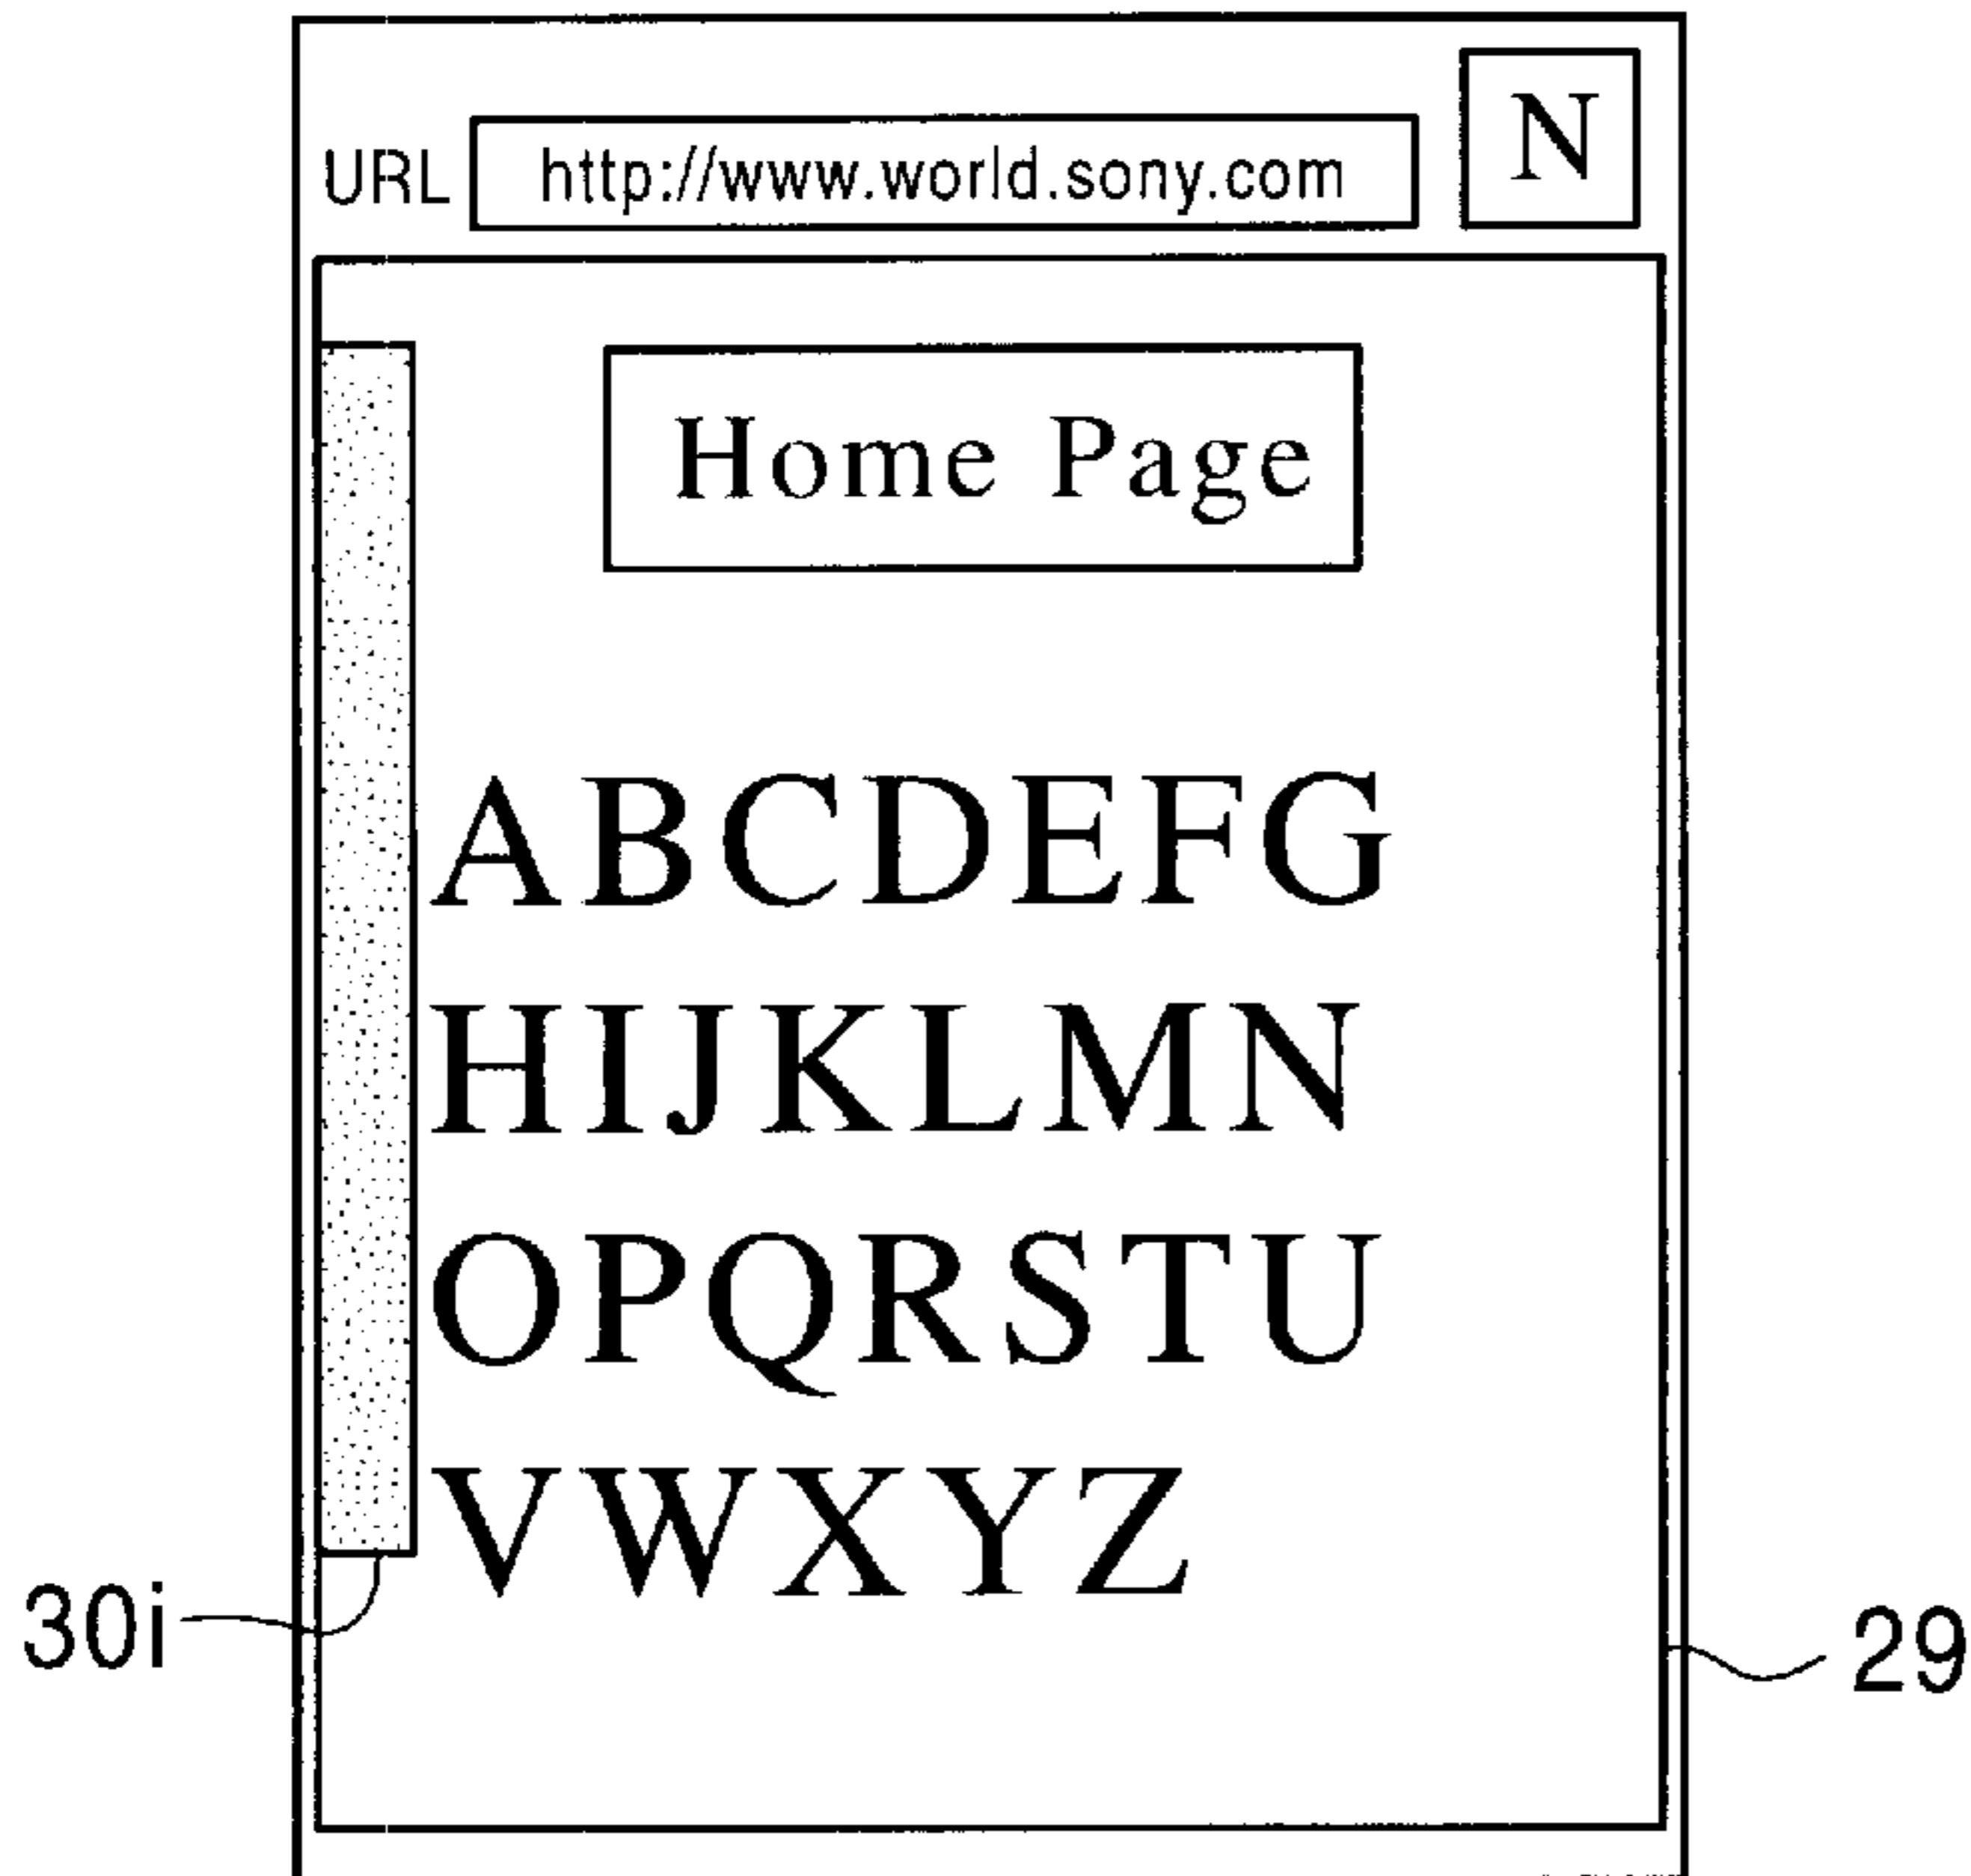 N
URL http://www.world.sony.com
Home Page
ABCDEFG
HIJKLMN
OPQRSTU
VWXYZ
30i
29